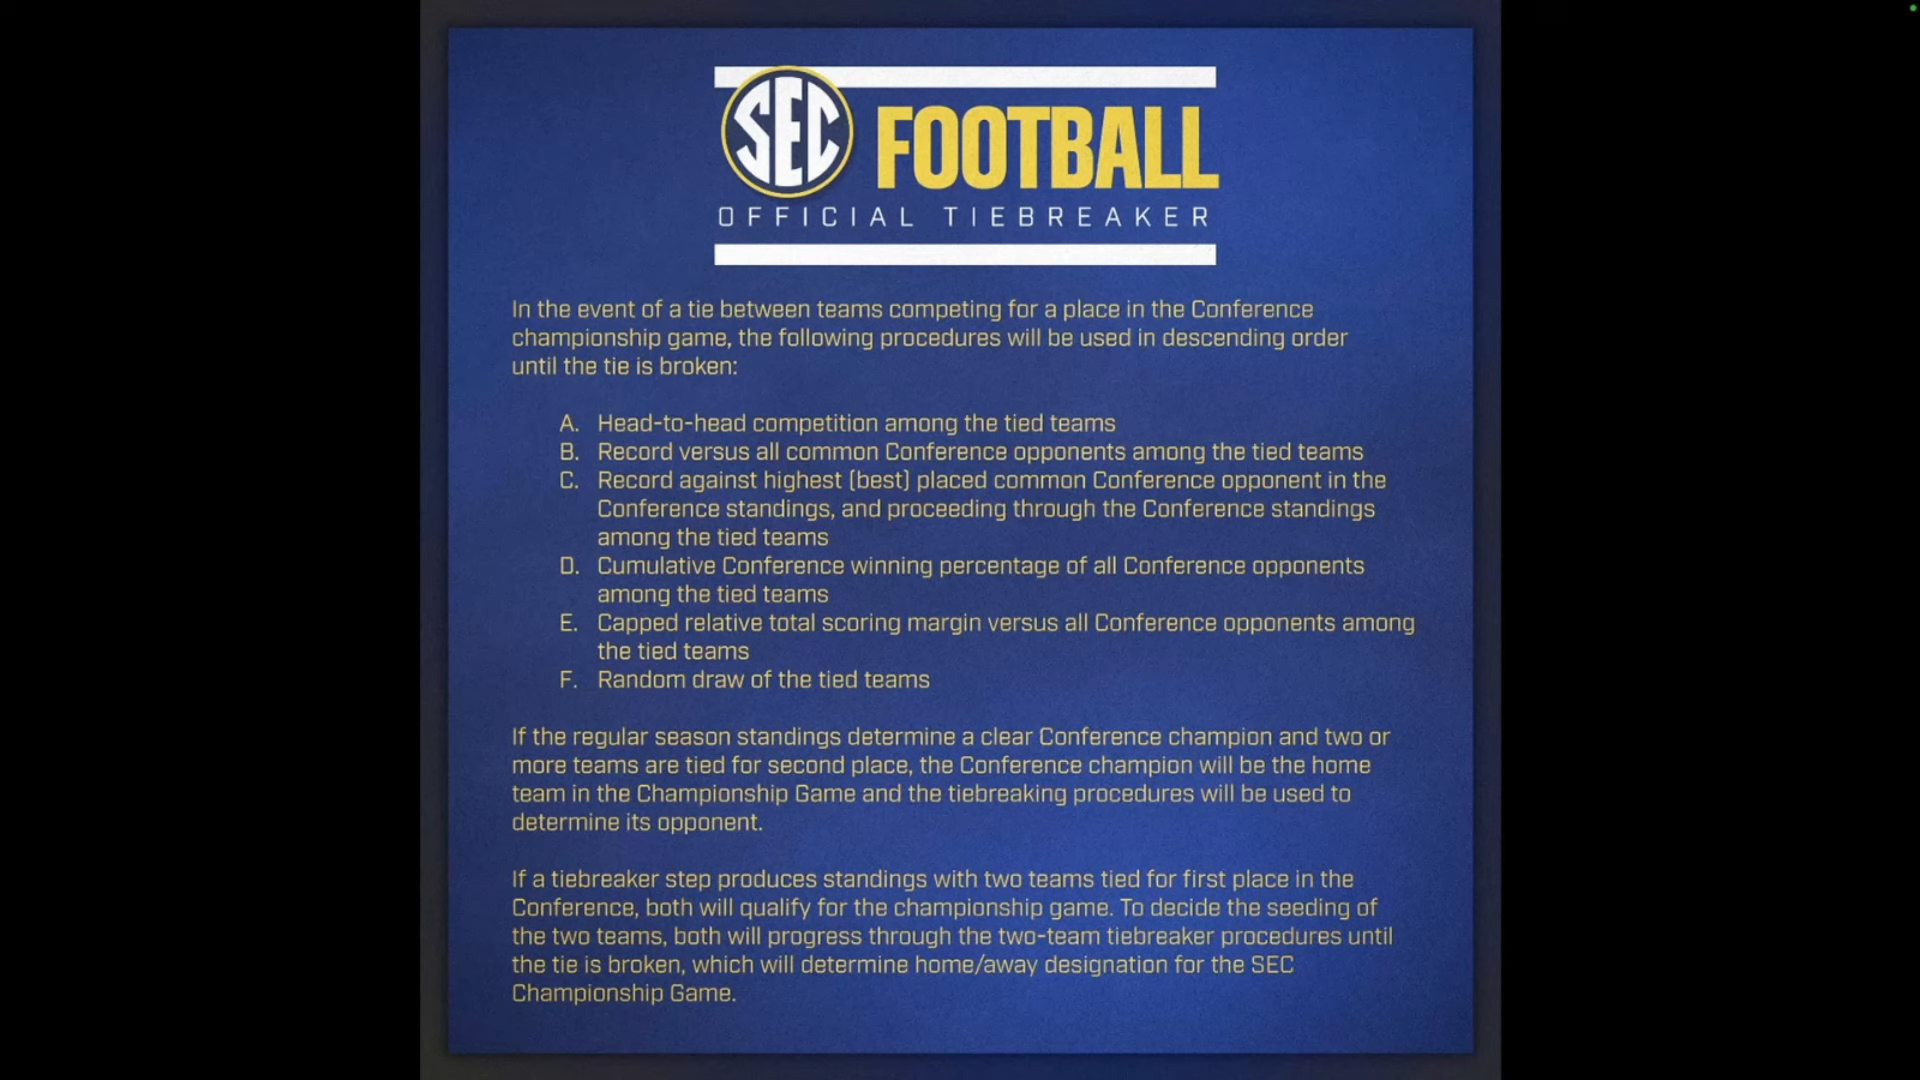 SEC FOOTBALL
OFFICIAL TIEBREAKER
In the event of a tie between teams competing for a place in the Conference
championship game, the following procedures will be used in descending order
until the tie is broken:
A. Head-to-head competition among the tied teams
B. Record versus all common Conference opponents among the tied teams
C. Record against highest (best) placed common Conference opponent in the
Conference standings, and proceeding through the Conference standings
among the tied teams
D. Cumulative Conference winning percentage of all Conference opponents
among the tied teams
E. Capped relative total scoring margin versus all Conference opponents among
the tied teams
F. Random draw of the tied teams
If the regular season standings determine a clear Conference champion and two or
more teams are tied for second place, the Conference champion will be the home
team in the Championship Game and the tiebreaking procedures will be used to
determine its opponent.
If a tiebreaker step produces standings with two teams tied for first place in the
Conference, both will qualify for the championship game. To decide the seeding of
the two teams, both will progress through the two-team tiebreaker procedures until
the tie is broken, which will determine home/away designation for the SEC
Championship Game.